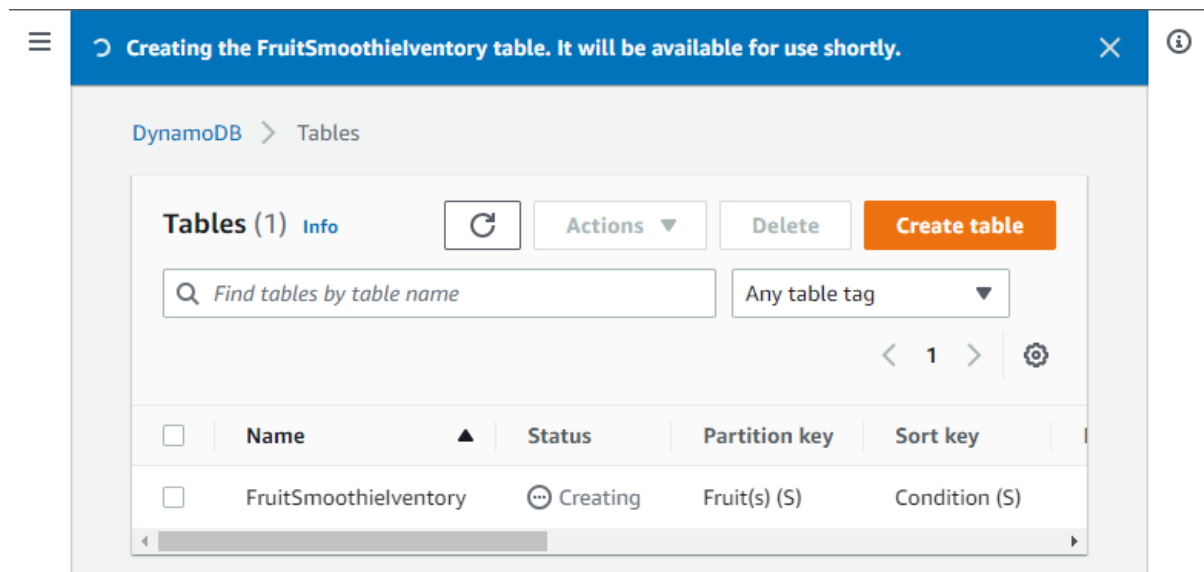 Creating the FruitSmoothieIventory table. It will be available for use shortly.
DynamoDB > Tables
Tables (1) Info
Actions
Delete
Create table
Find tables by table name
Any table tag
1
Name
Status
Partition key
Sort key
FruitSmoothieIventory
Creating
Fruit(s) (S)
Condition (S)